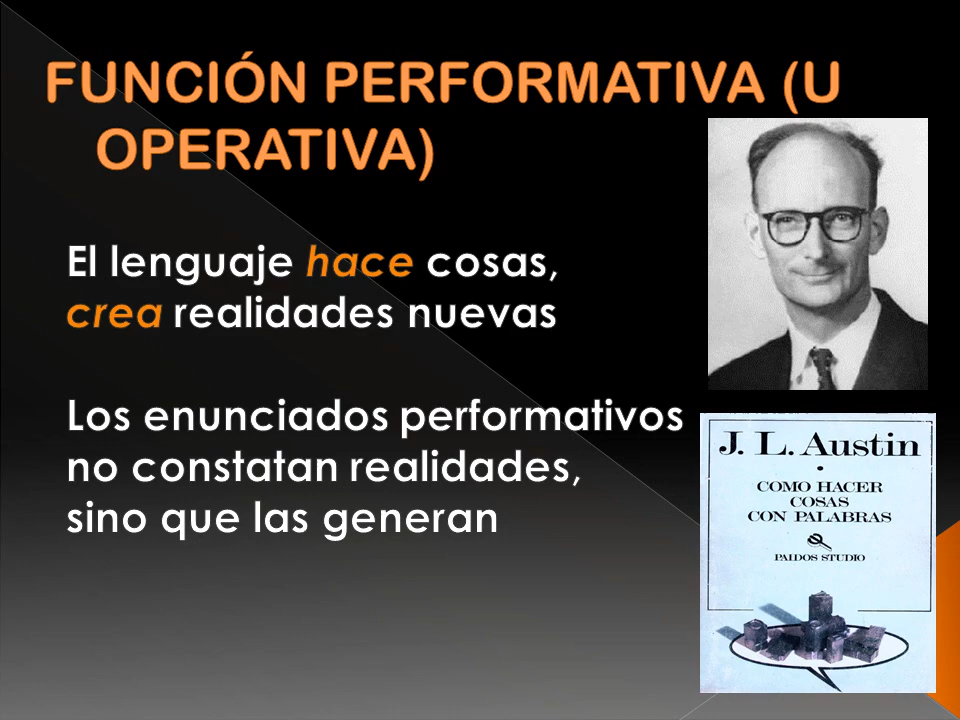 FUNCIÓN PERFORMATIVA (U
OPERATIVA)
El lenguaje hace cosas,
crea realidades nuevas
Los enunciados performativos
no constatan realidades,
sino que las generan
J. L. Austin
COMO HACER
COSAS
CON PALABRAS
PAIDOS STUDIO